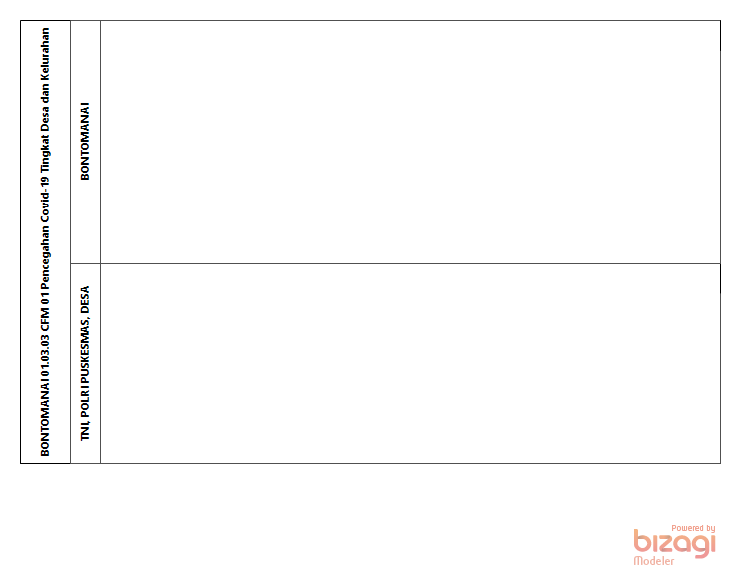 BONTOMANAI 01.03.03 CFM 01 Pencegahan Covid-19 Tingkat Desa dan Kelurahan
BONTOMANAI
TNI, POLRI PUSKESMAS, DESA
Powered by
bizagi
Modeler